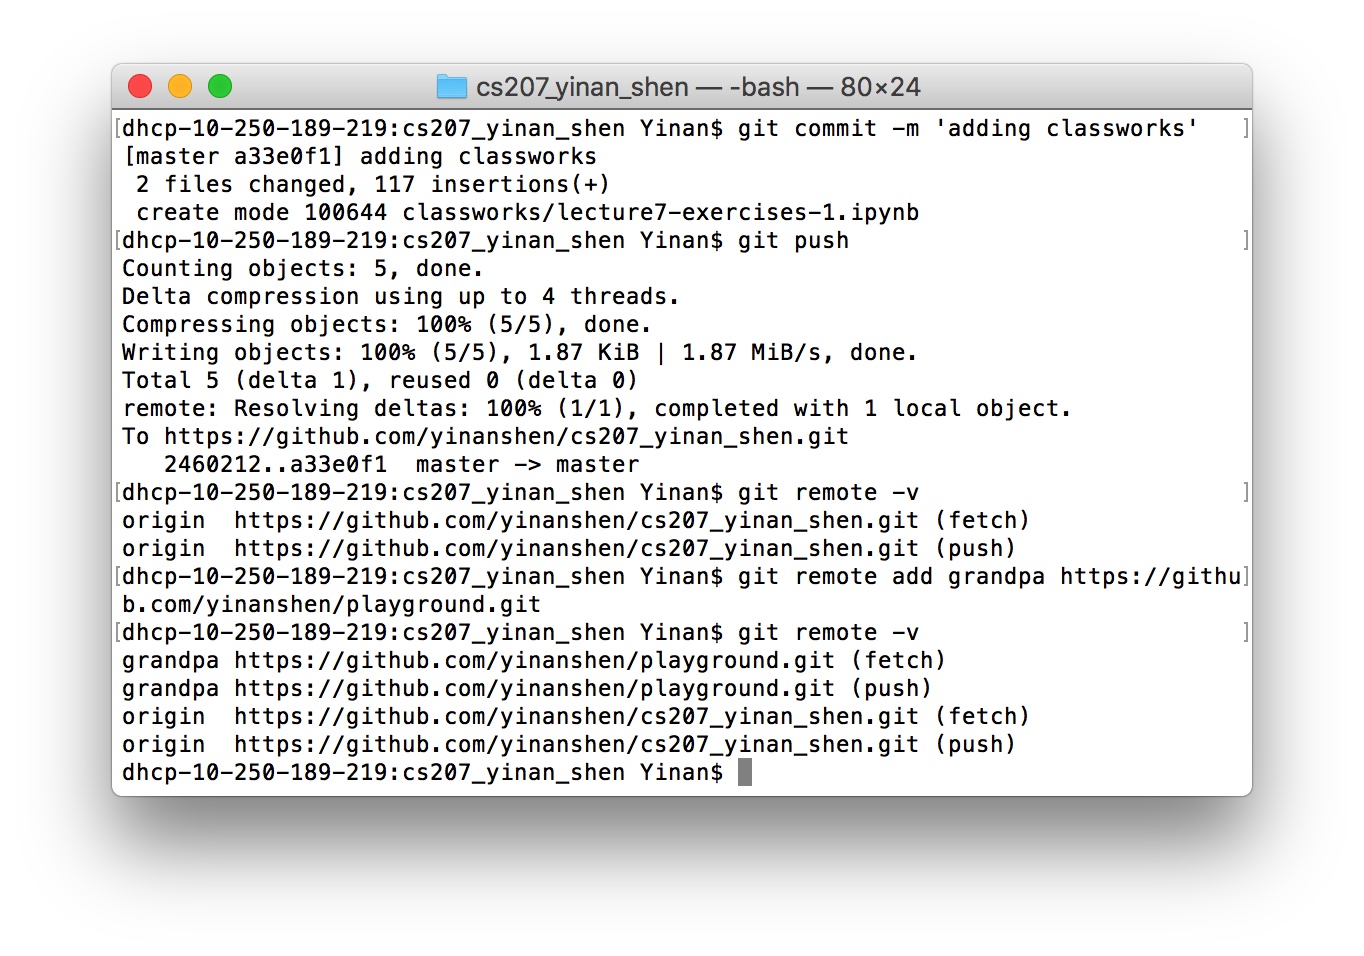 cs207_yinan_shen — -bash — 80×24
[dhcp-10-250-189-219:cs207_yinan_shen Yinan$ git commit -m 'adding classworks' ]
[master a33e0f1] adding classworks
 2 files changed, 117 insertions(+)
 create mode 100644 classworks/lecture7-exercises-1.ipynb
[dhcp-10-250-189-219:cs207_yinan_shen Yinan$ git push ]
Counting objects: 5, done.
Delta compression using up to 4 threads.
Compressing objects: 100% (5/5), done.
Writing objects: 100% (5/5), 1.87 KiB | 1.87 MiB/s, done.
Total 5 (delta 1), reused 0 (delta 0)
remote: Resolving deltas: 100% (1/1), completed with 1 local object.
To https://github.com/yinanshen/cs207_yinan_shen.git
   2460212..a33e0f1  master -> master
[dhcp-10-250-189-219:cs207_yinan_shen Yinan$ git remote -v ]
origin  https://github.com/yinanshen/cs207_yinan_shen.git (fetch)
origin  https://github.com/yinanshen/cs207_yinan_shen.git (push)
[dhcp-10-250-189-219:cs207_yinan_shen Yinan$ git remote add grandpa https://githu]
b.com/yinanshen/playground.git
[dhcp-10-250-189-219:cs207_yinan_shen Yinan$ git remote -v ]
grandpa https://github.com/yinanshen/playground.git (fetch)
grandpa https://github.com/yinanshen/playground.git (push)
origin  https://github.com/yinanshen/cs207_yinan_shen.git (fetch)
origin  https://github.com/yinanshen/cs207_yinan_shen.git (push)
dhcp-10-250-189-219:cs207_yinan_shen Yinan$